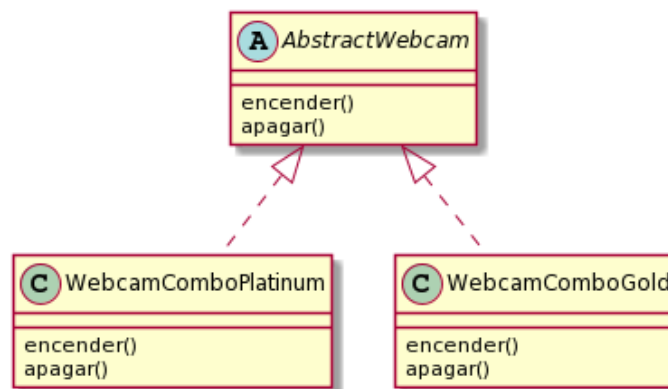 A AbstractWebcam
encender()
apagar()
C WebcamComboPlatinum
encender()
apagar()
C WebcamComboGold
encender()
apagar()